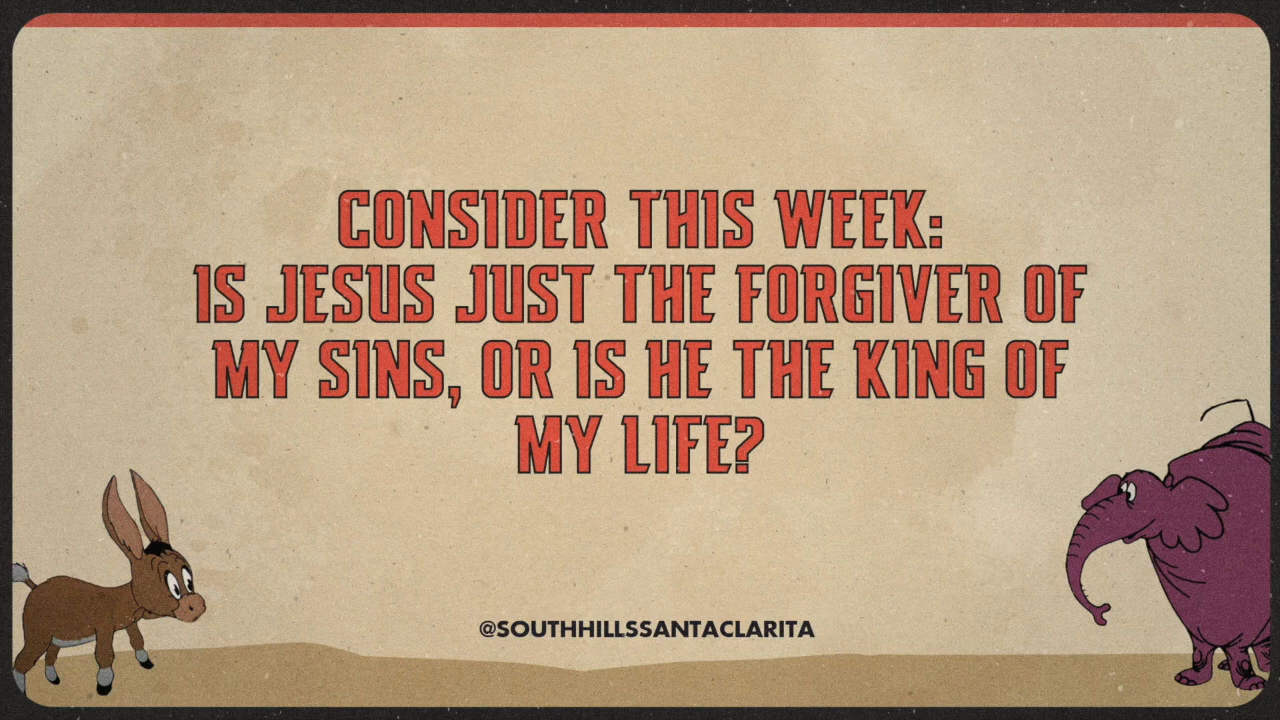 CONSIDER THIS WEEK:
IS JESUS JUST THE FORGIVER OF
MY SINS, OR IS HE THE KING OF
MY LIFE?
@SOUTHHILLSSANTACLARITA